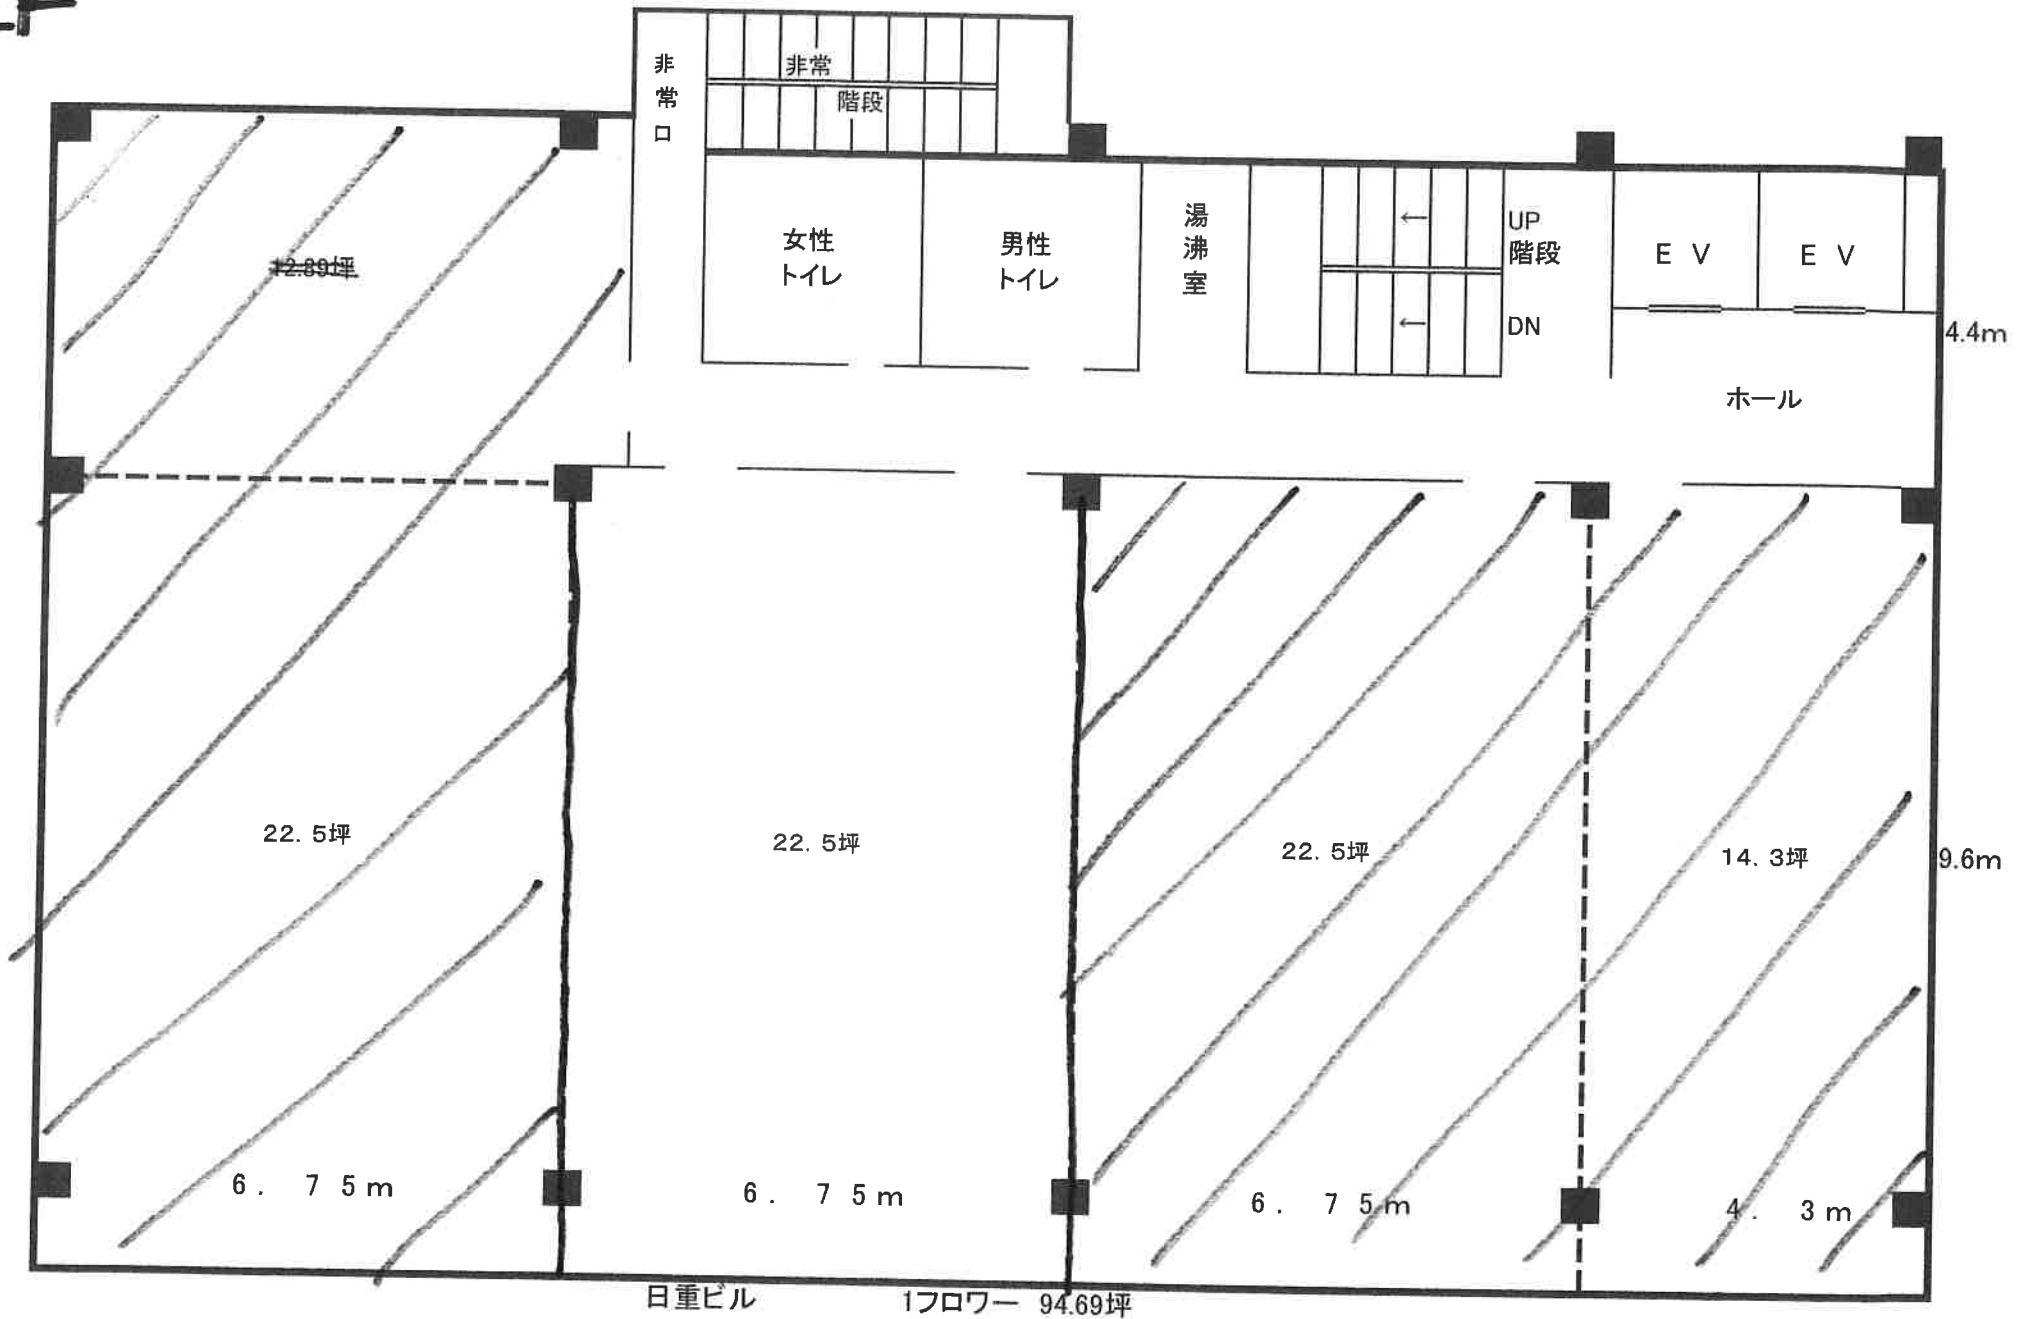 非常口
非常
階段
女性
トイレ
男性
トイレ
湯沸室
UP
階段
DN
EV
EV
4.4m
ホール
12.89坪
22.5坪
22.5坪
22.5坪
14.3坪
9.6m
6.75m
6.75m
6.75m
4.3m
日重ビル 1フロワー 94.69坪